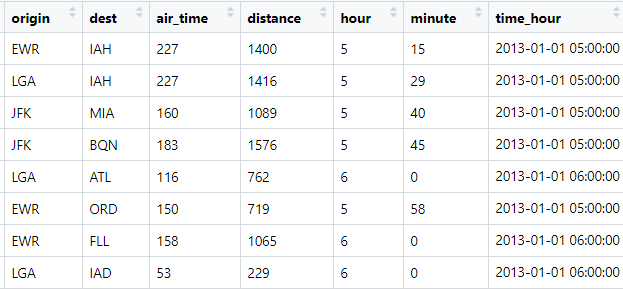 origin dest air_time distance hour minute time_hour
EWR IAH 227 1400 5 15 2013-01-01 05:00:00
LGA IAH 227 1416 5 29 2013-01-01 05:00:00
JFK MIA 160 1089 5 40 2013-01-01 05:00:00
JFK BQN 183 1576 5 45 2013-01-01 05:00:00
LGA ATL 116 762 6 0 2013-01-01 06:00:00
EWR ORD 150 719 5 58 2013-01-01 05:00:00
EWR FLL 158 1065 6 0 2013-01-01 06:00:00
LGA IAD 53 229 6 0 2013-01-01 06:00:00